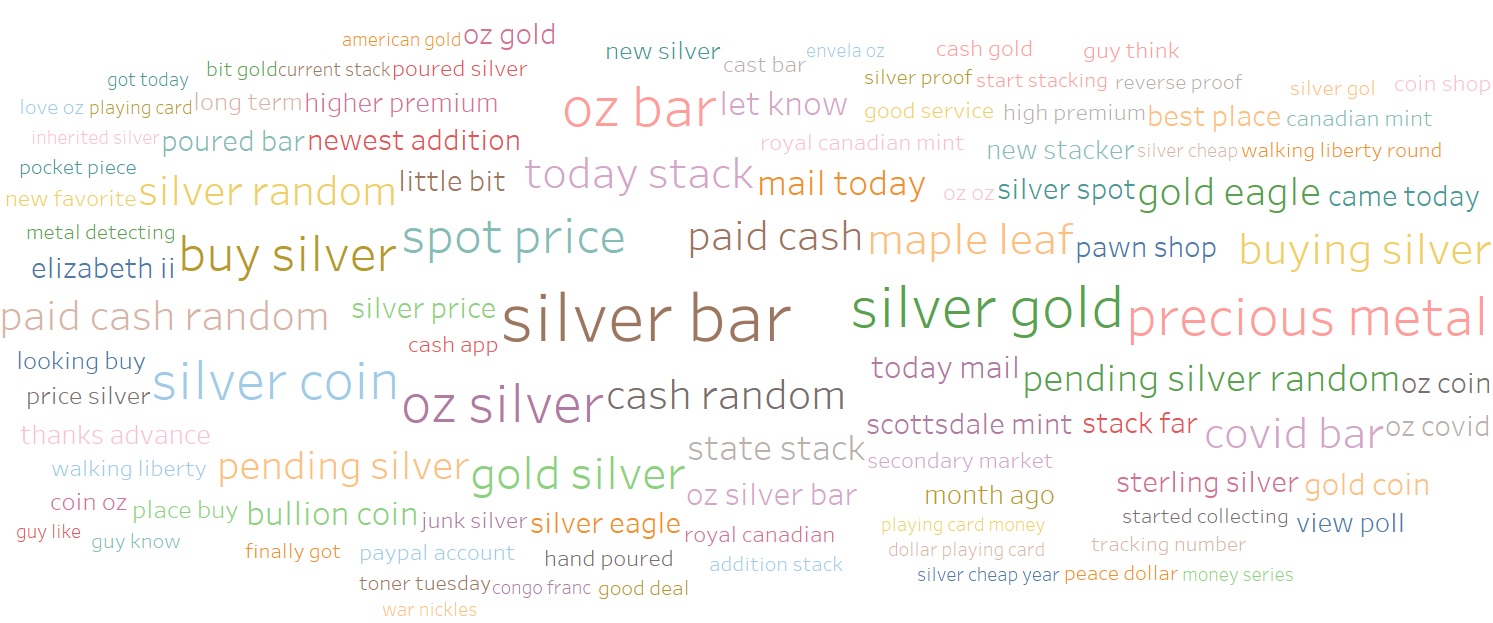 american gold oz gold
new silver envela oz cash gold guy think
bit gold current stack poured silver cast bar
got today silver proof start stacking reverse proof silver gol coin shop
love oz playing card long term higher premium oz bar let know good service high premium best place canadian mint
inherited silver poured bar newest addition royal canadian mint new stacker silver cheap walking liberty round
pocket piece today stack mail today
new favorite silver random little bit oz oz silver spot gold eagle came today
metal detecting spot price paid cash maple leaf pawn shop buying silver
elizabeth ii buy silver
paid cash random silver price silver bar silver gold precious metal
cash app
looking buy silver coin today mail pending silver random oz coin
price silver oz silver cash random
thanks advance state stack scottsdale mint stack far covid bar oz covid
walking liberty pending silver gold silver secondary market
coin oz oz silver bar month ago sterling silver gold coin
guy like place buy bullion coin junk silver silver eagle royal canadian playing card money started collecting view poll
guy know finally got paypal account hand poured addition stack dollar playing card tracking number
toner tuesday congo franc good deal silver cheap year peace dollar money series
war nickles